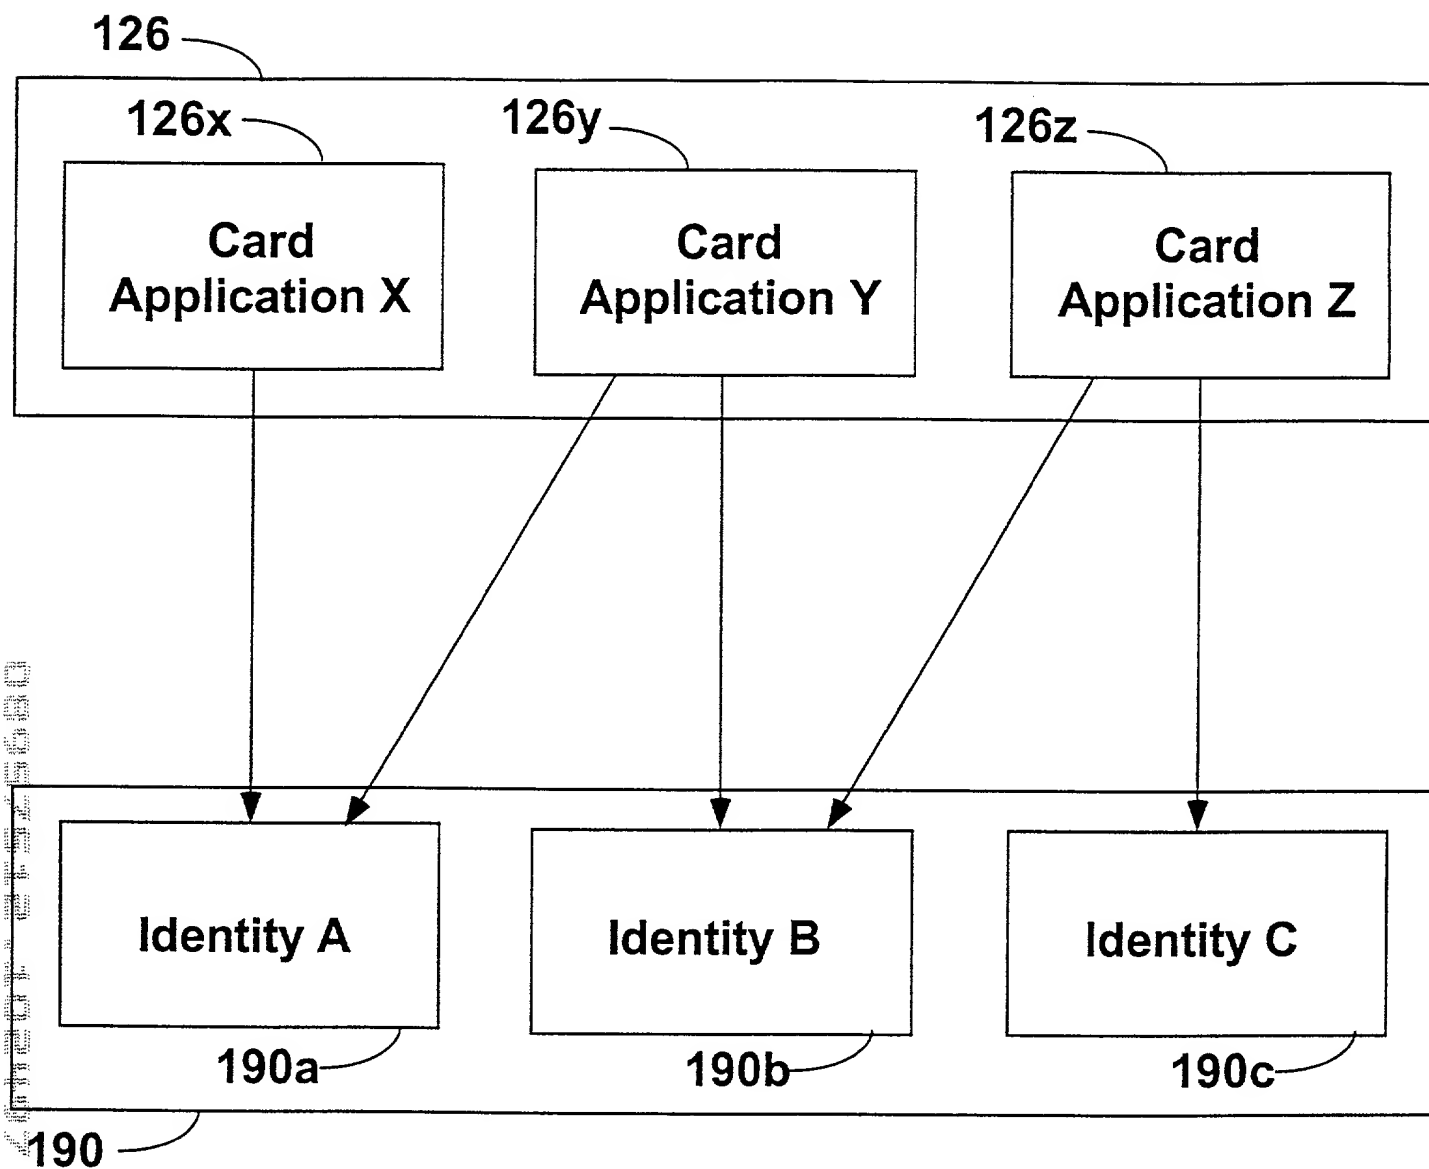 126
126x
126y
126z
Card
Application X
Card
Application Y
Card
Application Z
Identity A
Identity B
Identity C
190a
190b
190c
190